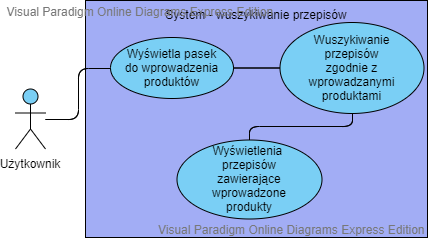 Visual Paradigm Online Diagrams Express Edition
System - wuszykiwanie przepisów
Wyświetla pasek
do wprowadzenia
produktów
Wuszykiwanie
przepisów
zgodnie z
wprowadzanymi
produktami
Użytkownik
Wyświetlenia
przepisów
zawierające
wprowadzone
produkty
Visual Paradigm Online Diagrams Express Edition